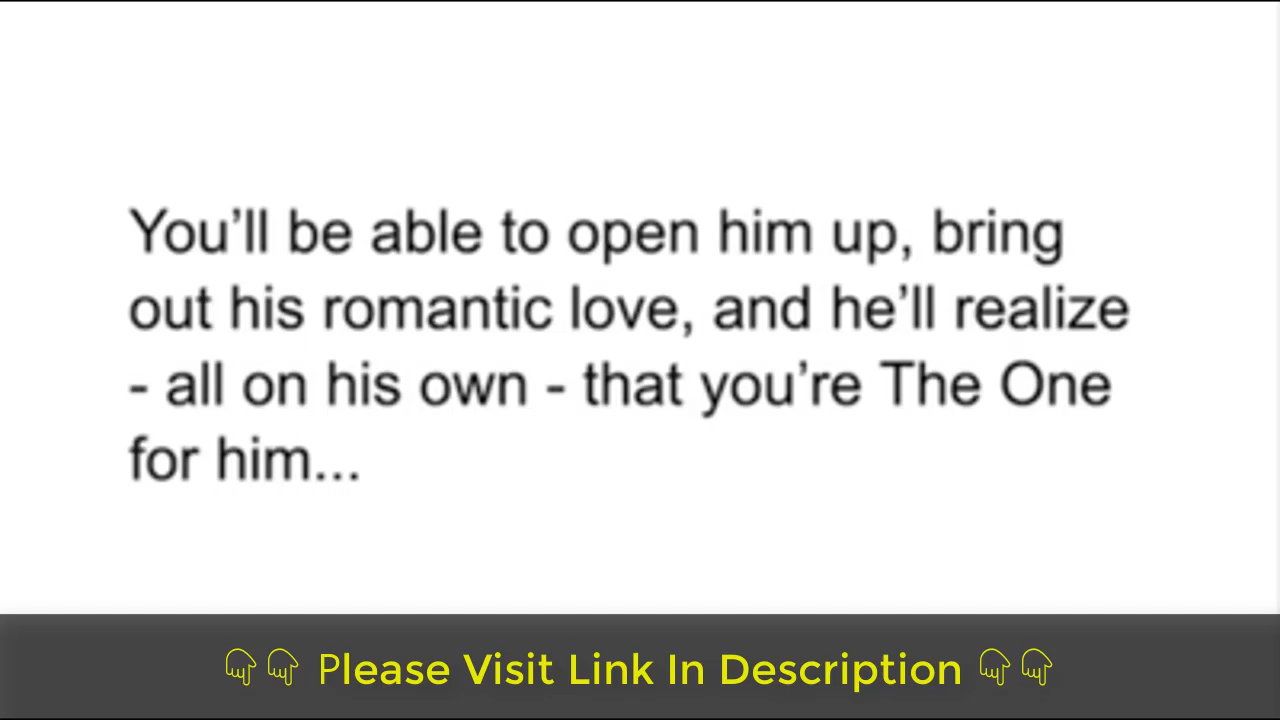 You’ll be able to open him up, bring
out his romantic love, and he’ll realize
- all on his own - that you’re The One
for him...
👇👇 Please Visit Link In Description 👇👇